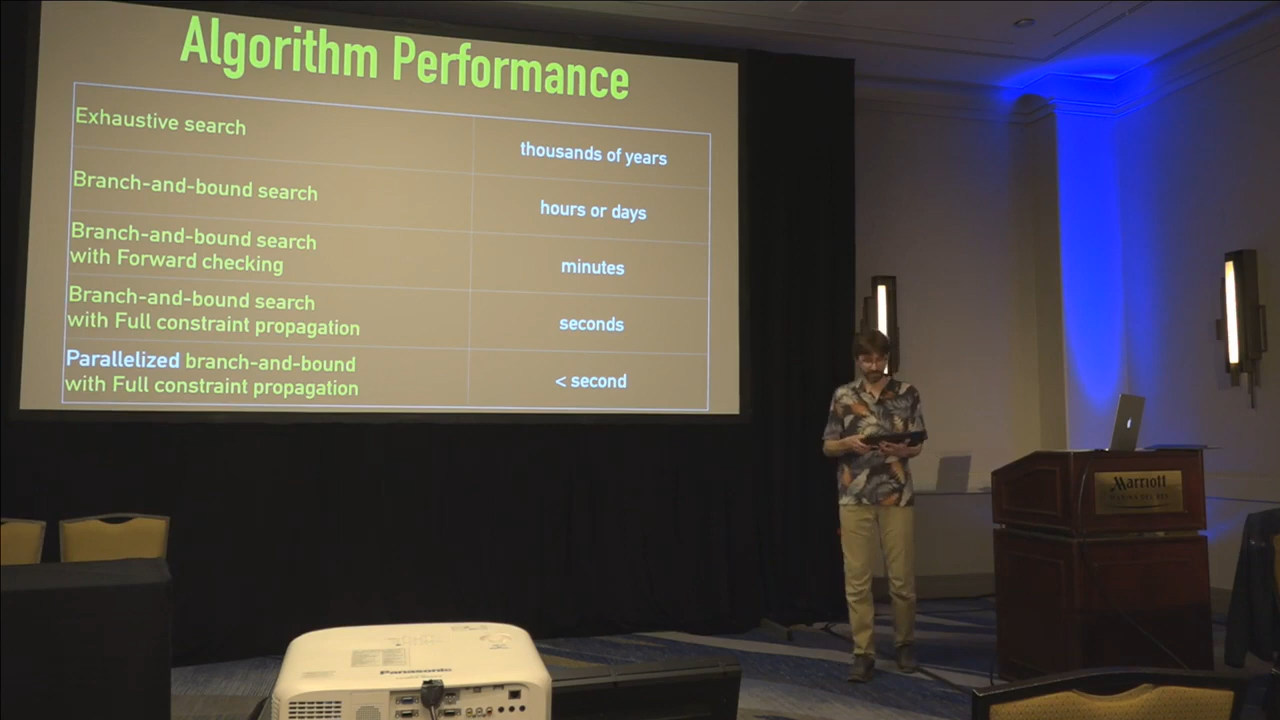 Algorithm Performance
Exhaustive search
thousands of years
Branch-and-bound search
hours or days
Branch-and-bound search
with Forward checking
minutes
Branch-and-bound search
with Full constraint propagation
seconds
Parallelized branch-and-bound
with Full constraint propagation
< second
Marriott
Panasonic